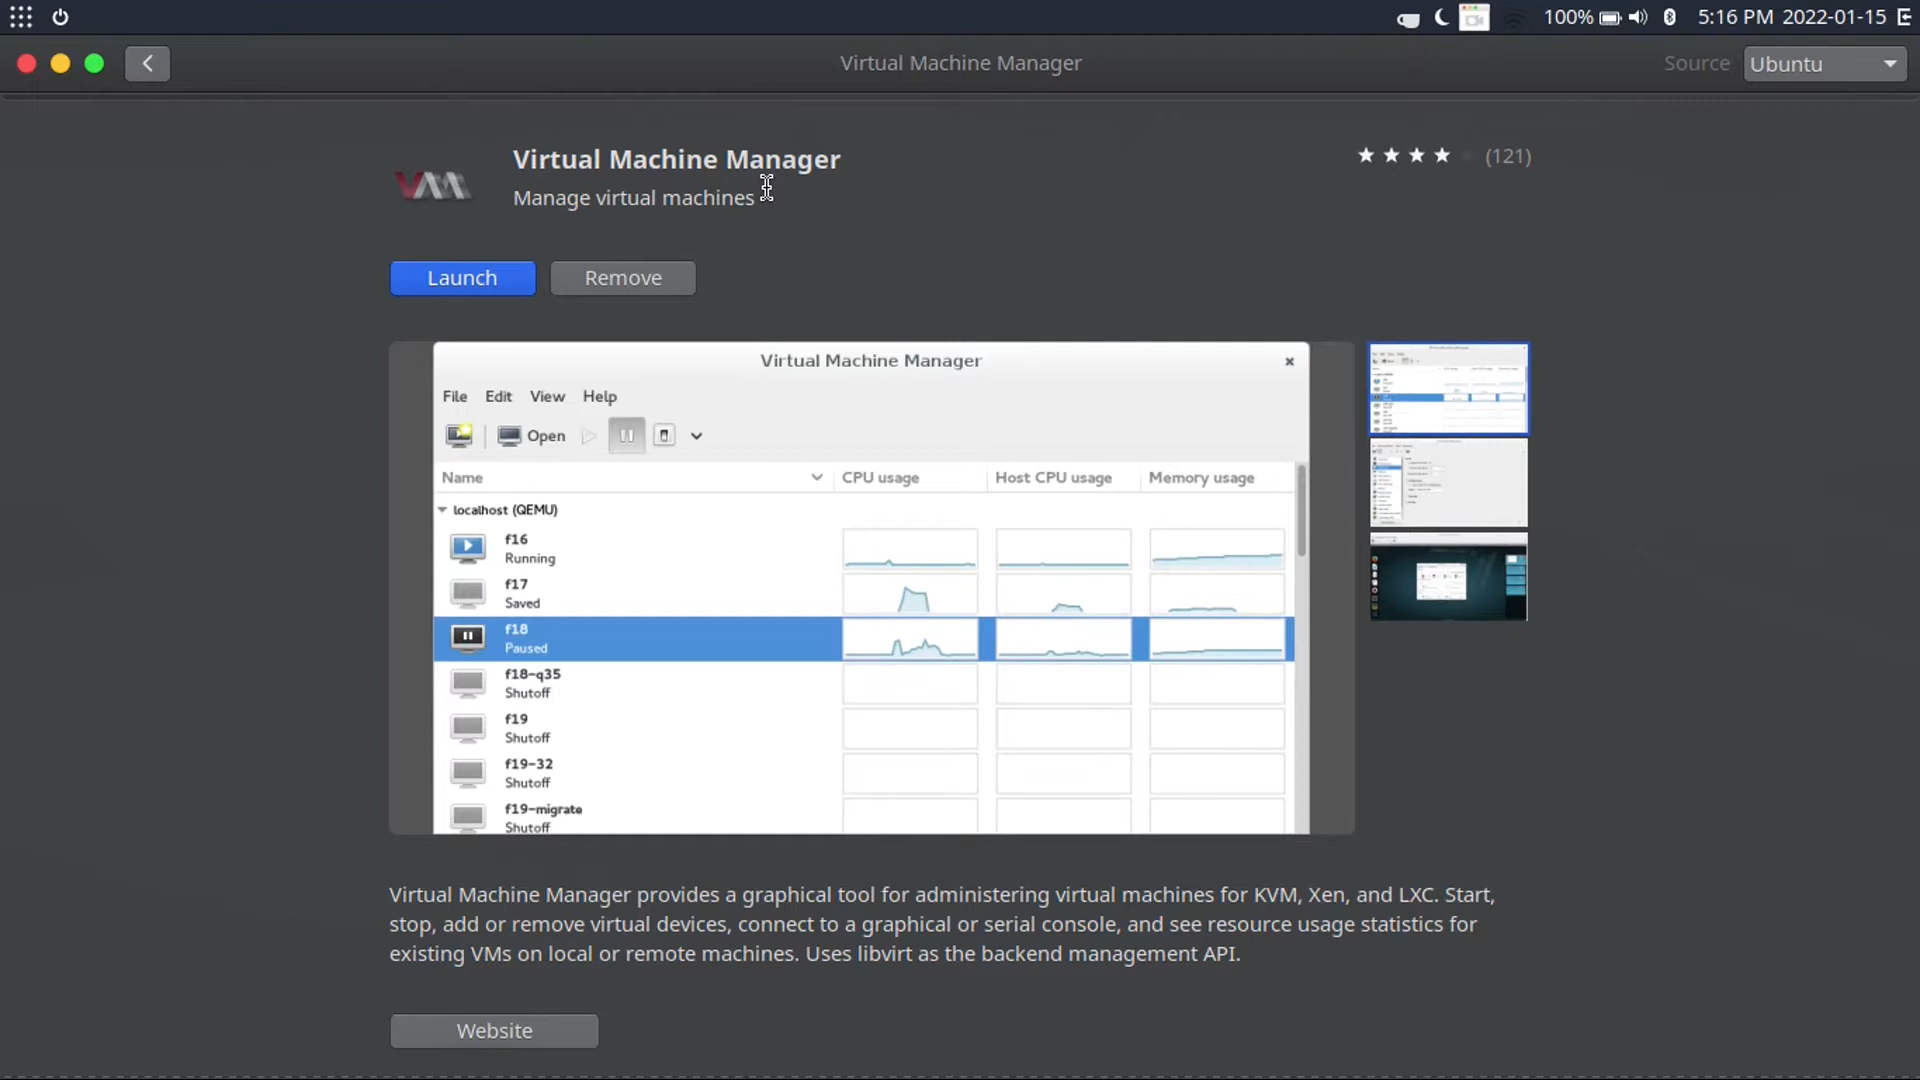 100% 5:16 PM 2022-01-15
Virtual Machine Manager
Source Ubuntu
VMM
Virtual Machine Manager
(121)
Manage virtual machines
Launch Remove
Virtual Machine Manager
File Edit View Help
Open
Name CPU usage Host CPU usage Memory usage
localhost (QEMU)
f16
Running
f17
Saved
f18
Paused
f18-q35
Shutoff
f19
Shutoff
f19-32
Shutoff
f19-migrate
Shutoff
Virtual Machine Manager provides a graphical tool for administering virtual machines for KVM, Xen, and LXC. Start,
stop, add or remove virtual devices, connect to a graphical or serial console, and see resource usage statistics for
existing VMs on local or remote machines. Uses libvirt as the backend management API.
Website